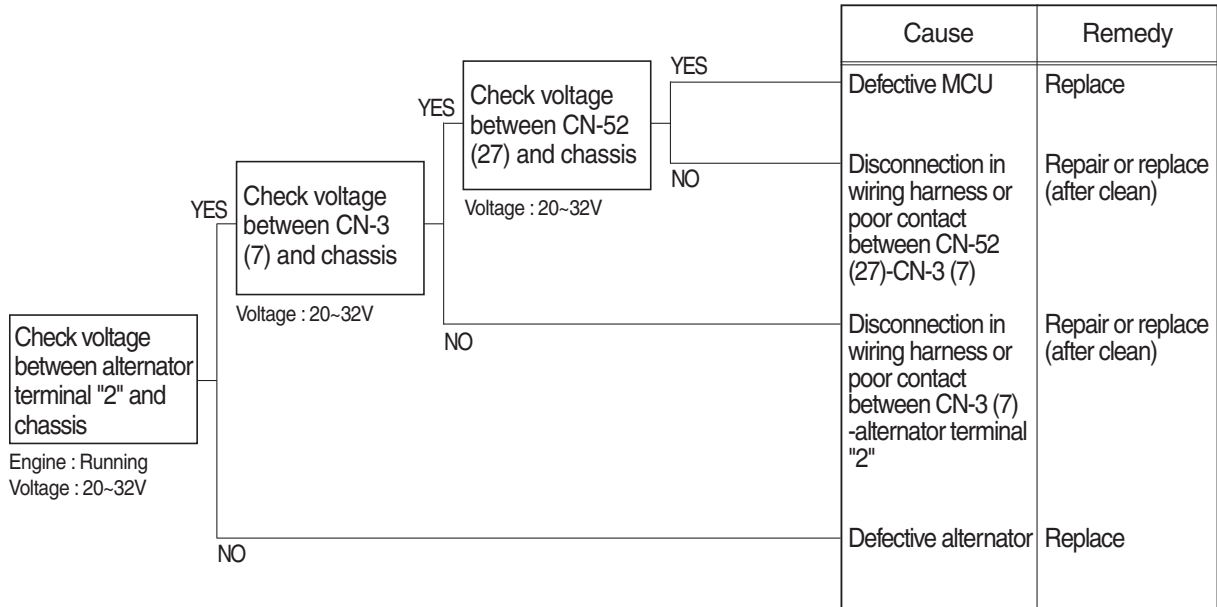 Cause
Remedy
YES
Defective MCU
Replace
YES
Check voltage
between CN-52
(27) and chassis
Voltage : 20~32V
NO
Disconnection in
wiring harness or
poor contact
between CN-52
(27)-CN-3 (7)
Repair or replace
(after clean)
YES
Check voltage
between CN-3
(7) and chassis
Voltage : 20~32V
NO
Disconnection in
wiring harness or
poor contact
between CN-3 (7)
-alternator terminal
"2"
Repair or replace
(after clean)
Check voltage
between alternator
terminal "2" and
chassis
Engine : Running
Voltage : 20~32V
NO
Defective alternator
Replace